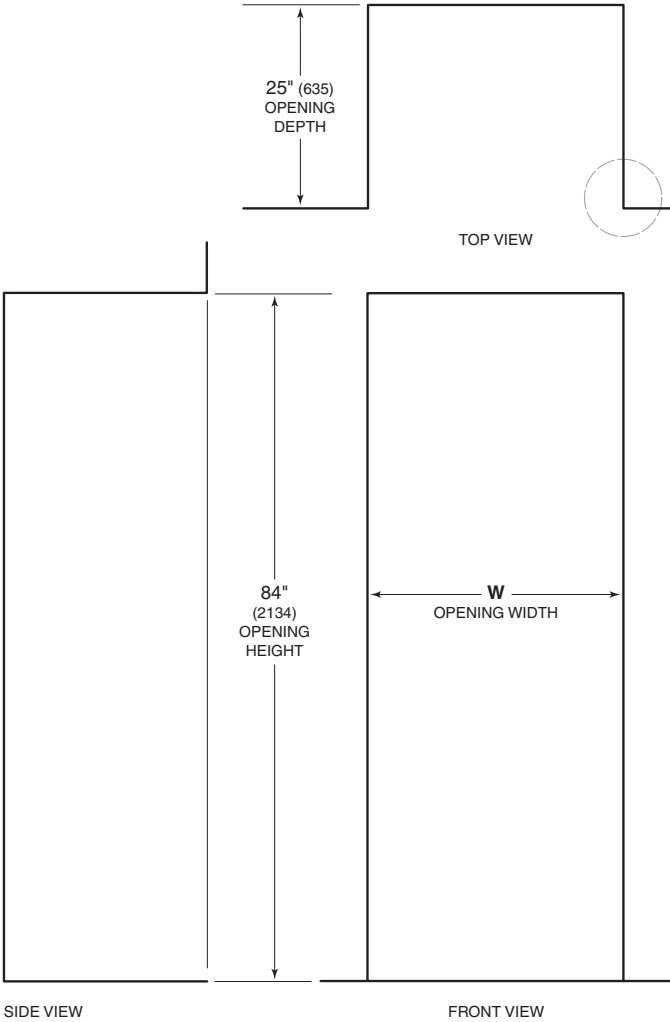 25" (635)
OPENING
DEPTH
TOP VIEW
84"
(2134)
OPENING
HEIGHT
W
OPENING WIDTH
SIDE VIEW
FRONT VIEW